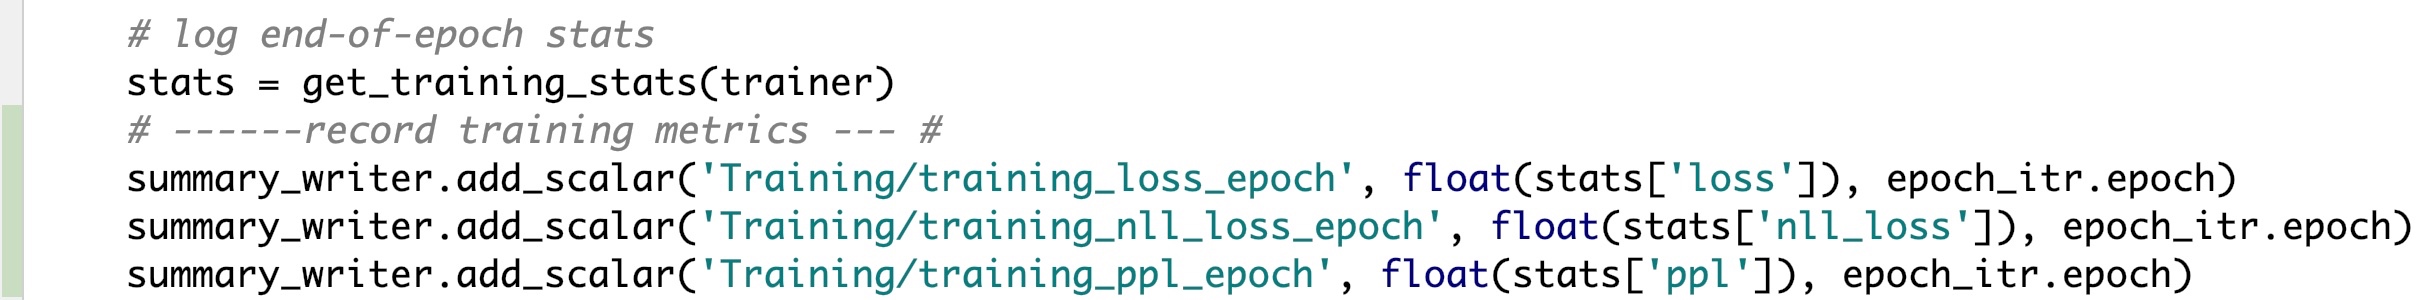 # log end-of-epoch stats
stats = get_training_stats(trainer)
# ------record training metrics --- #
summary_writer.add_scalar('Training/training_loss_epoch', float(stats['loss']), epoch_itr.epoch)
summary_writer.add_scalar('Training/training_nll_loss_epoch', float(stats['nll_loss']), epoch_itr.epoch)
summary_writer.add_scalar('Training/training_ppl_epoch', float(stats['ppl']), epoch_itr.epoch)